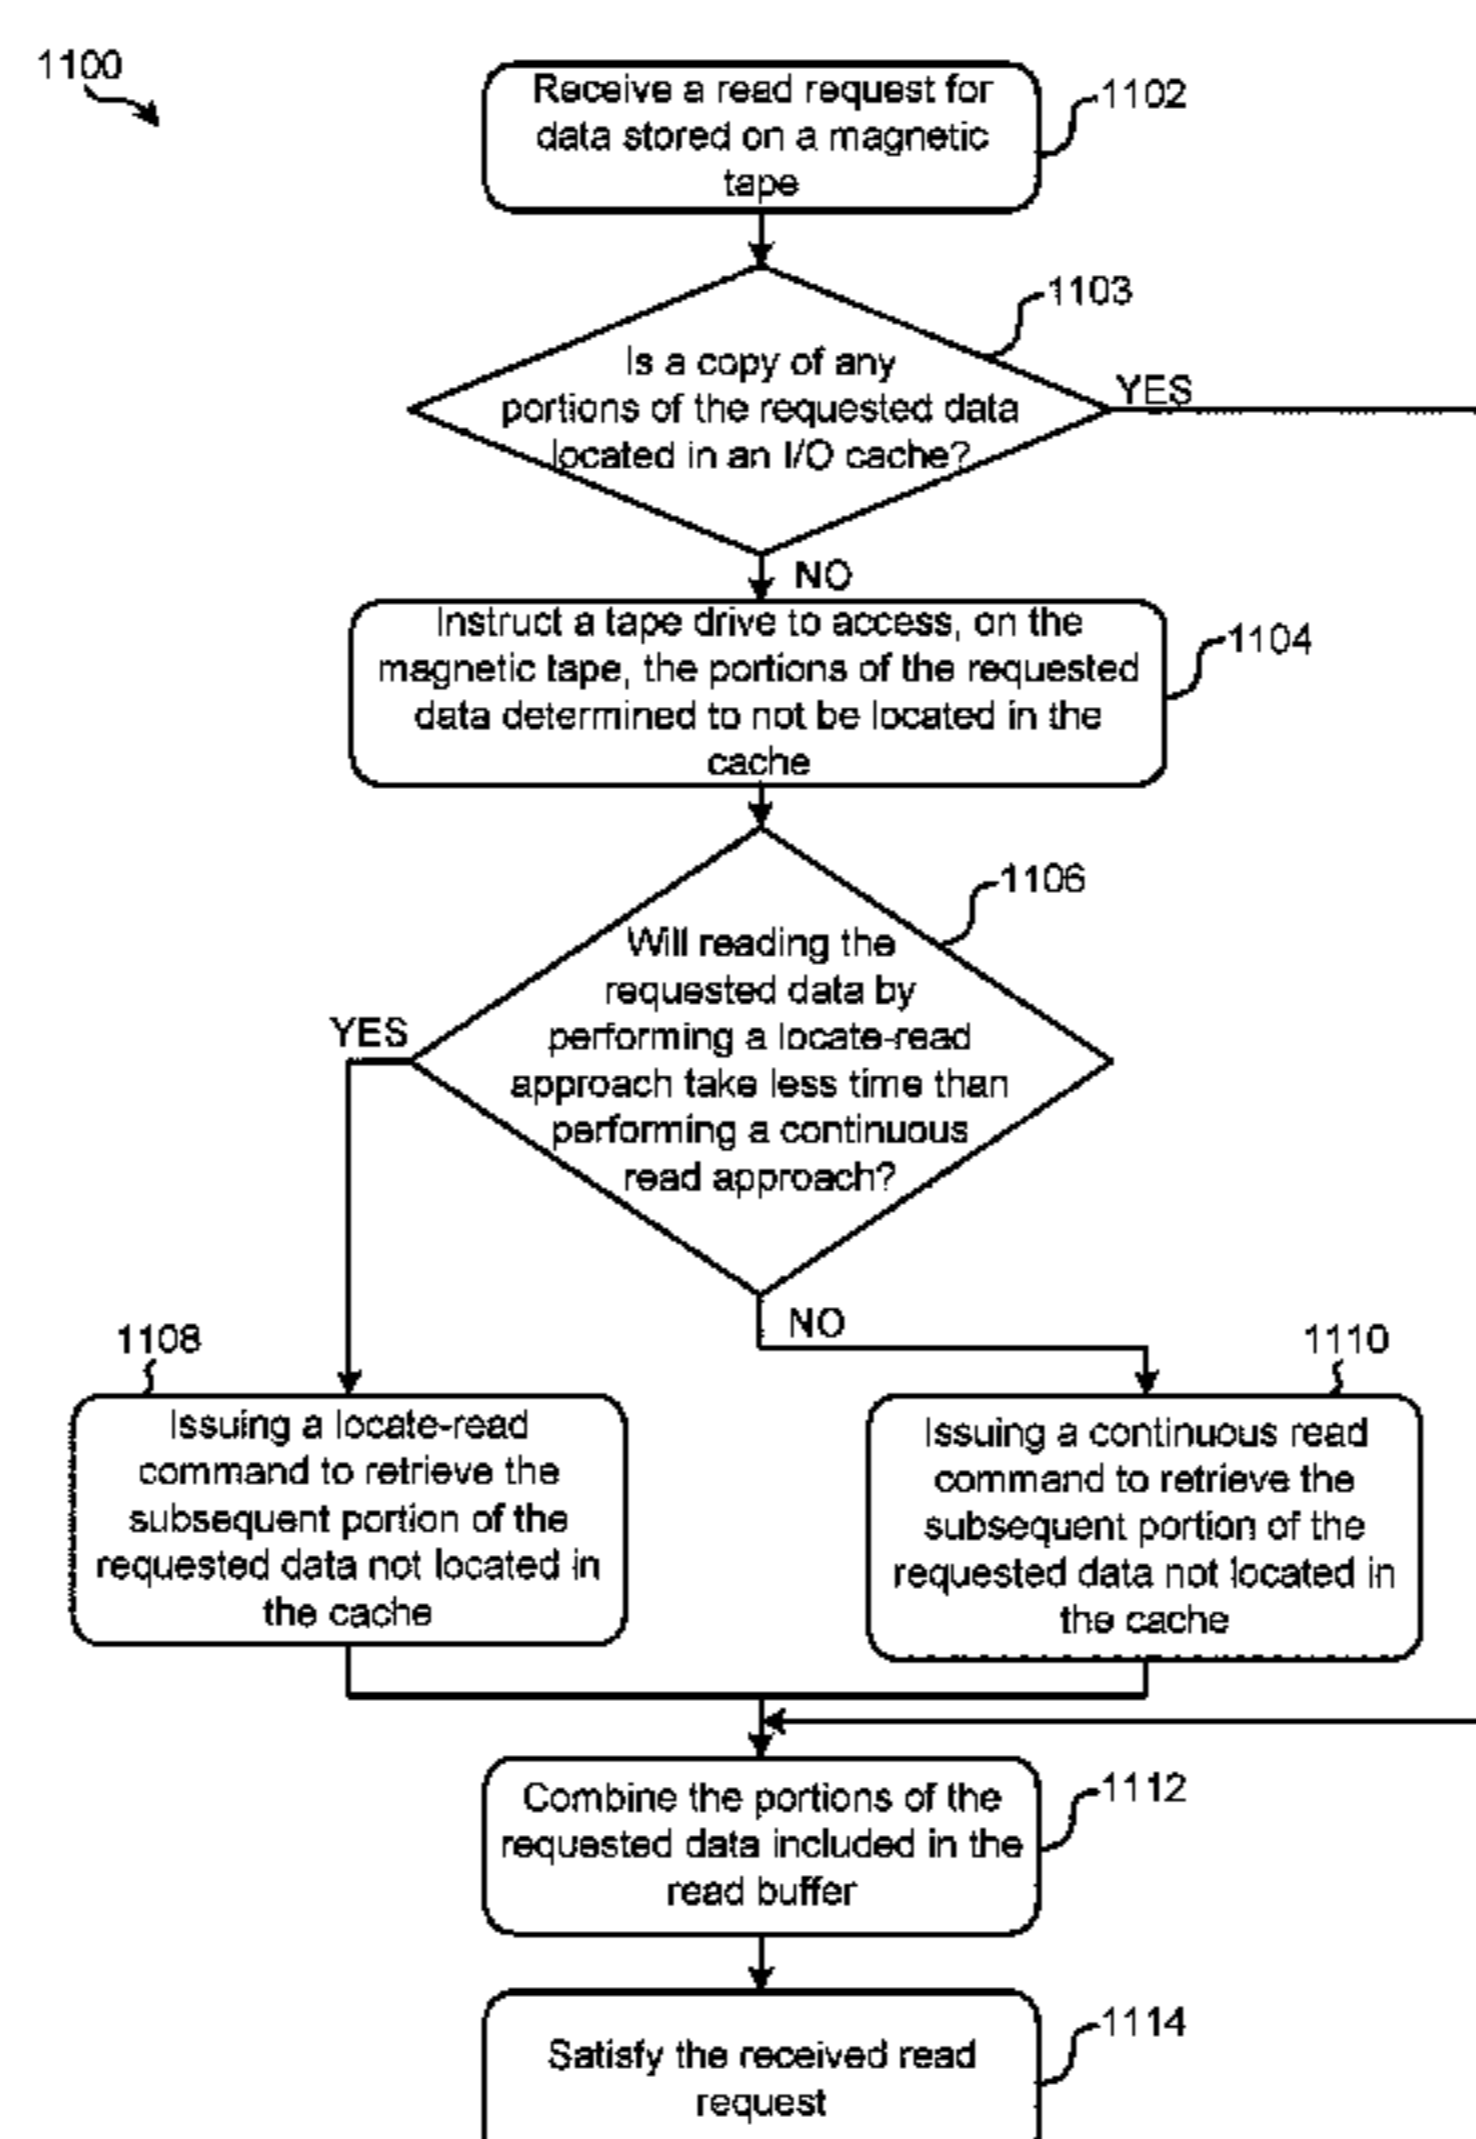 1100
Receive a read request for
data stored on a magnetic
tape
1102
1103
Is a copy of any
portions of the requested data
located in an I/O cache?
YES
NO
Instruct a tape drive to access, on the
magnetic tape, the portions of the requested
data determined to not be located in the
cache
1104
1106
Will reading the
requested data by
performing a locate-read
approach take less time than
performing a continuous
read approach?
YES
NO
1108
Issuing a locate-read
command to retrieve the
subsequent portion of the
requested data not located in
the cache
1110
Issuing a continuous read
command to retrieve the
subsequent portion of the
requested data not located in
the cache
Combine the portions of the
requested data included in the
read buffer
1112
Satisfy the received read
request
1114